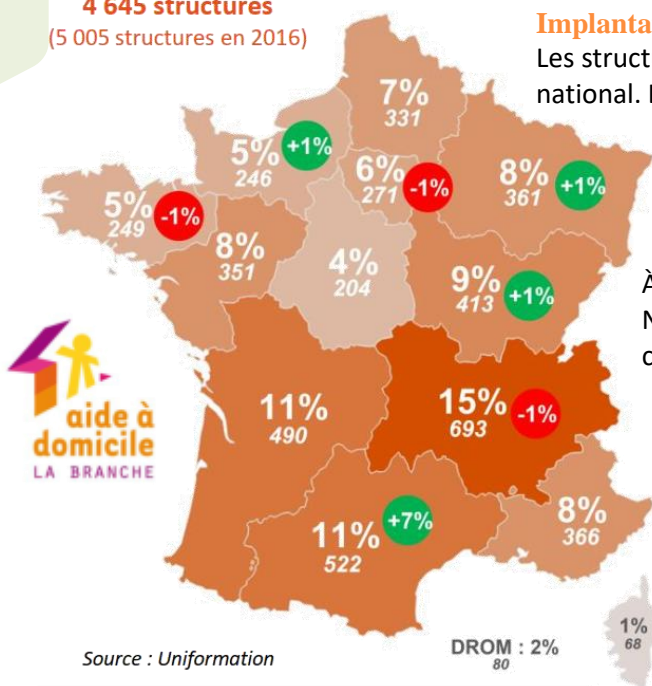 4 645 structures
(5 005 structures en 2016)
Implanta
Les struct
national. 
7%
331
5%
246
+1%
6%
271
-1%
8%
361
+1%
5%
249
-1%
8%
351
4%
204
9%
413
+1%
À
N
aide à
domicile
LA BRANCHE
11%
490
15%
693
-1%
11%
522
+7%
8%
366
1%
68
DROM : 2%
80
Source : Uniformation